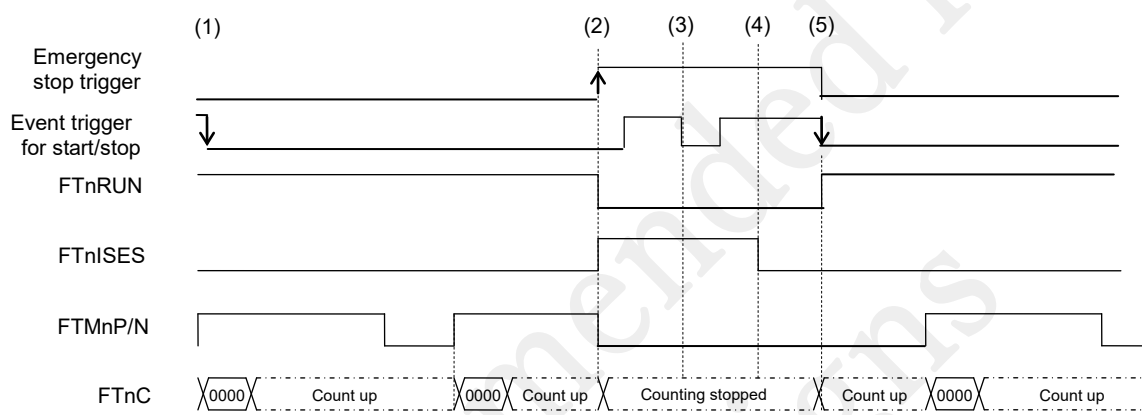 (1) (2) (3) (4) (5)
Emergency
stop trigger
Event trigger
for start/stop
FTnRUN
FTnISES
FTMnP/N
FTnC 0000 Count up 0000 Count up Counting stopped Count up 0000 Count up